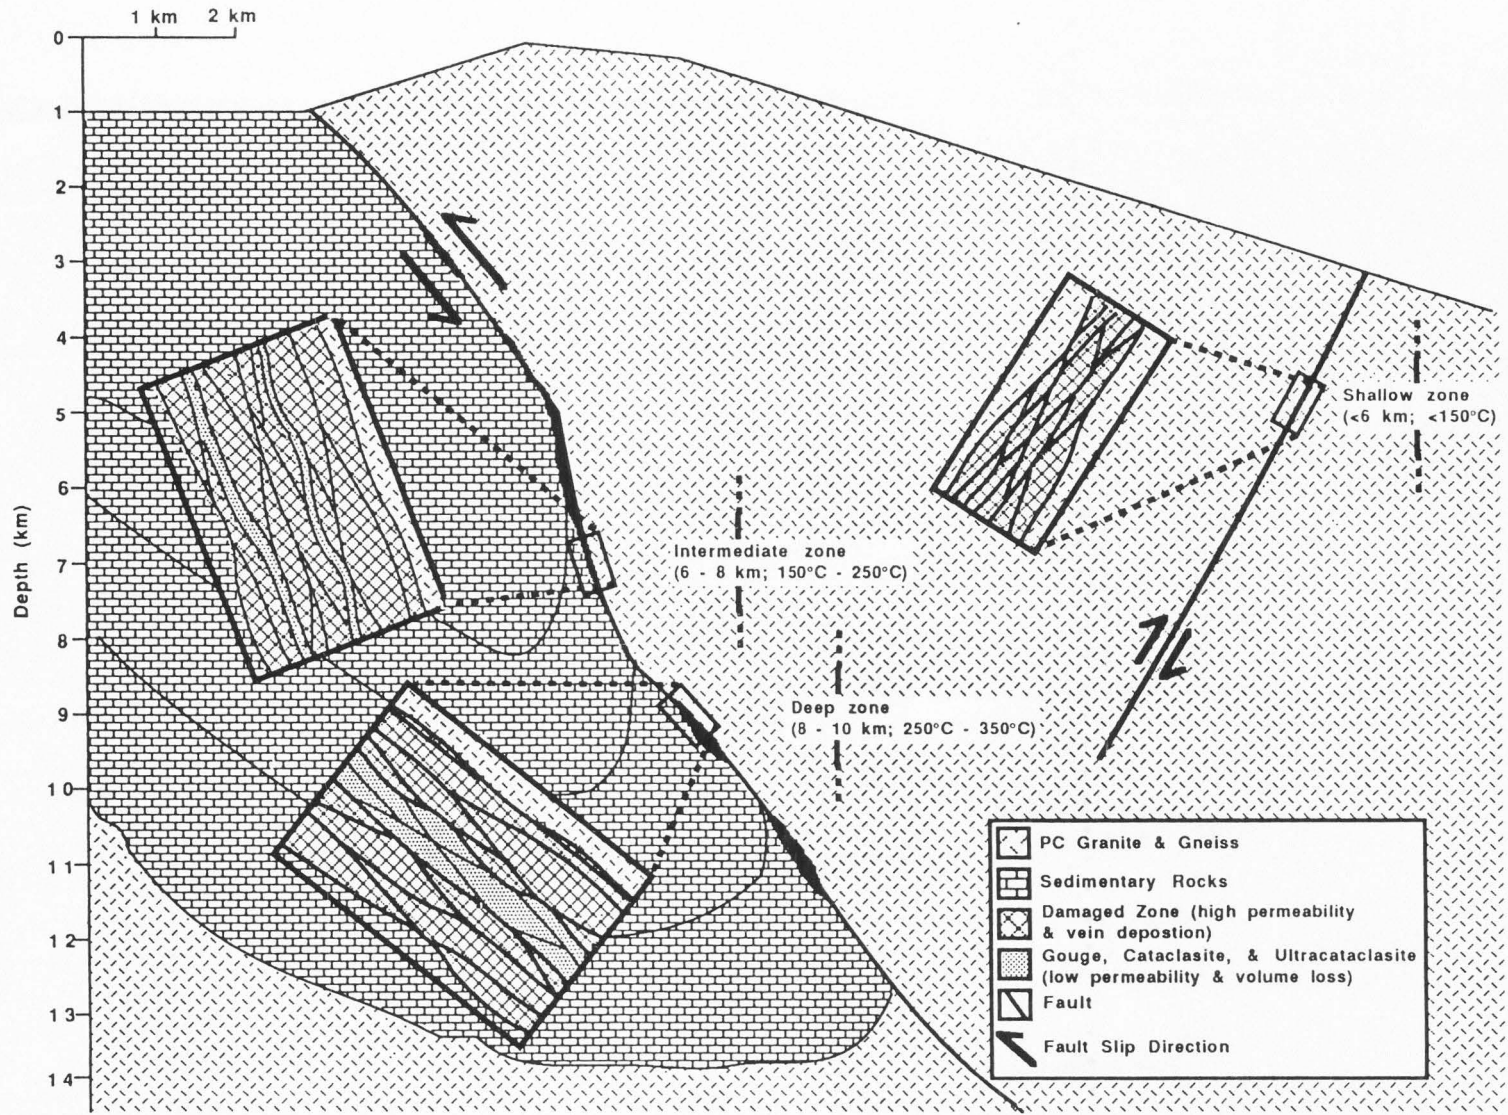 1 km 2 km
0
1
2
3
4
5
6
7
8
9
10
11
12
13
14
Depth (km)
Shallow zone
(<6 km; <150°C)
Intermediate zone
(6 - 8 km; 150°C - 250°C)
Deep zone
(8 - 10 km; 250°C - 350°C)
PC Granite & Gneiss
Sedimentary Rocks
Damaged Zone (high permeability
& vein depostion)
Gouge, Cataclasite, & Ultracataclasite
(low permeability & volume loss)
Fault
Fault Slip Direction